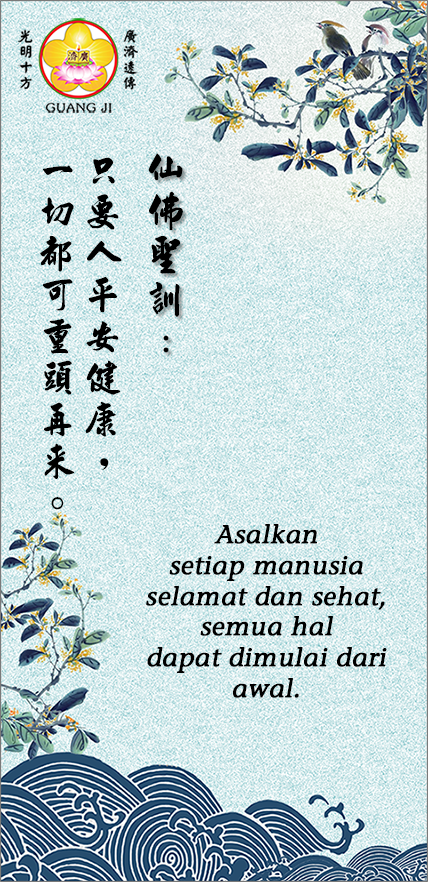 廣濟遠傳
光明十方
廣濟
GUANG JI
仙佛聖訓：
只要人平安健康，
一切都可重頭再来。
Asalkan
setiap manusia
selamat dan sehat,
semua hal
dapat dimulai dari
awal.